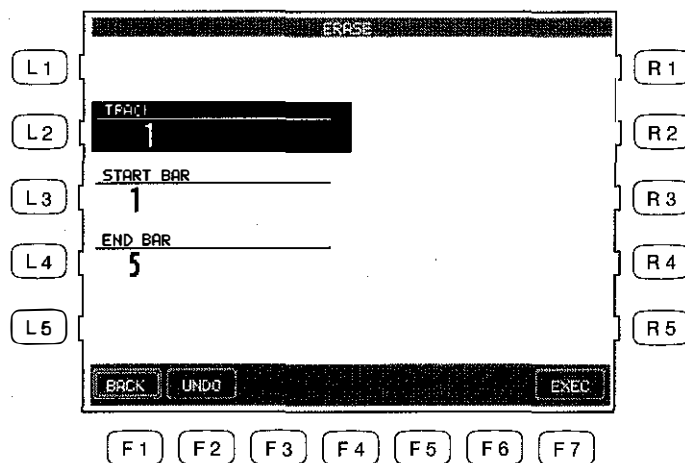 ERASE
L1
R1
TRACK
1
L2
R2
START BAR
1
L3
R3
END BAR
5
L4
R4
L5
R5
BACK UNDO EXEC
F1 F2 F3 F4 F5 F6 F7